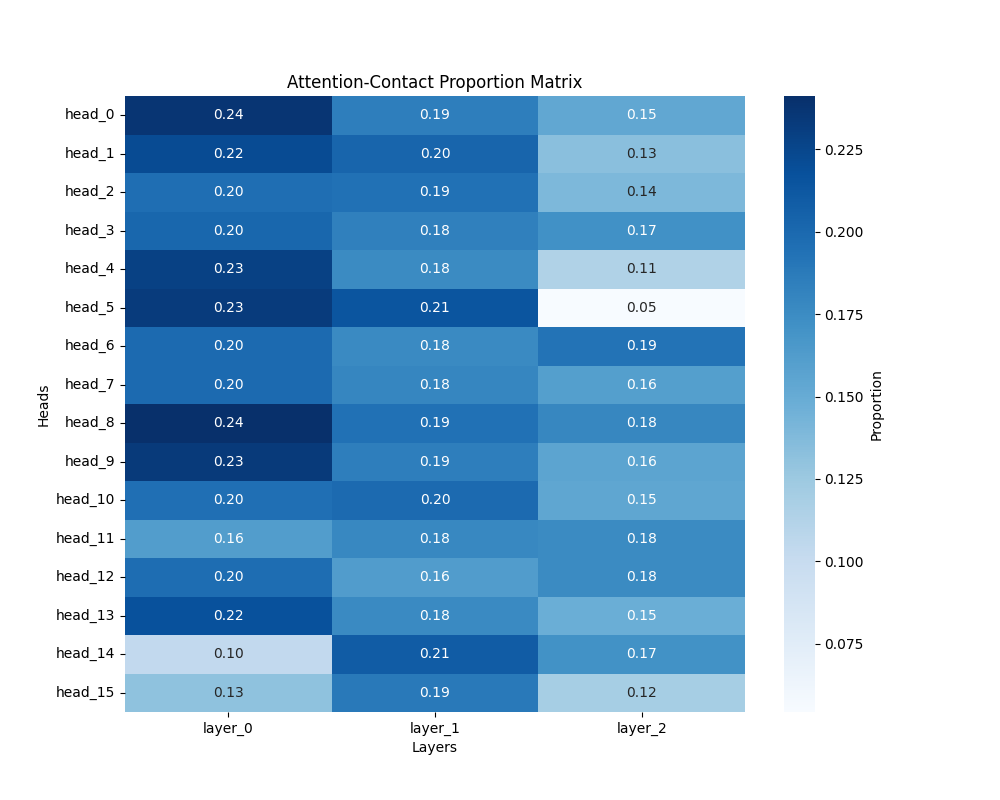 Attention-Contact Proportion Matrix
head_0 0.24 0.19 0.15
head_1 0.22 0.20 0.13
head_2 0.20 0.19 0.14
head_3 0.20 0.18 0.17
head_4 0.23 0.18 0.11
head_5 0.23 0.21 0.05
head_6 0.20 0.18 0.19
head_7 0.20 0.18 0.16
head_8 0.24 0.19 0.18
head_9 0.23 0.19 0.16
head_10 0.20 0.20 0.15
head_11 0.16 0.18 0.18
head_12 0.20 0.16 0.18
head_13 0.22 0.18 0.15
head_14 0.10 0.21 0.17
head_15 0.13 0.19 0.12
layer_0 layer_1 layer_2
Layers
Heads
0.225
0.200
0.175
0.150
0.125
0.100
0.075
Proportion